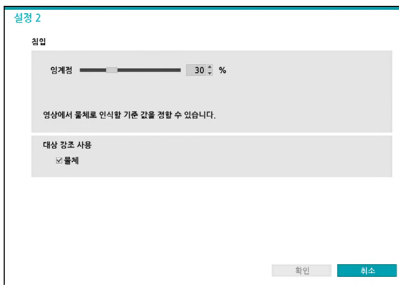 설정 2
침입
임계점 30 %
영상에서 물체로 인식할 기준 값을 정할 수 있습니다.
대상 강조 사용
물체
확인 취소